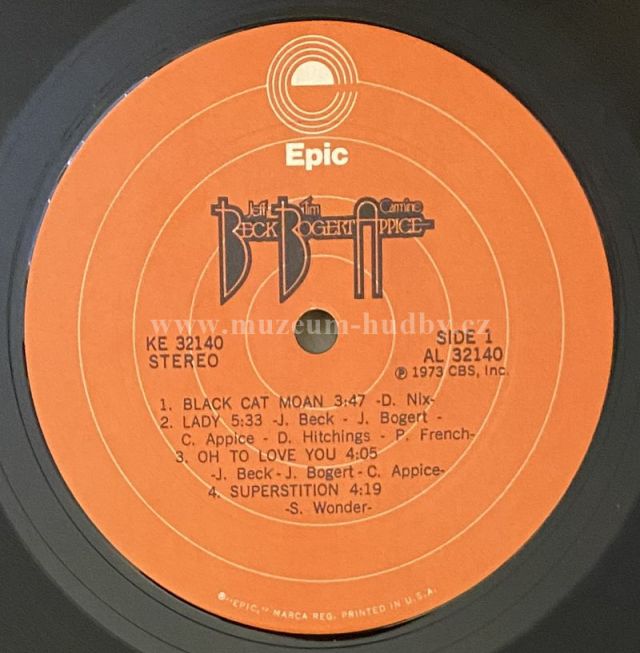 Epic
Jeff Tim Carmine
BECK BOGERT APPICE
www.muzeum-hudby.cz
KE 32140
STEREO
SIDE 1
AL 32140
℗ 1973 CBS, Inc.
1. BLACK CAT MOAN 3:47 -D. Nix-
2. LADY 5:33 -J. Beck - J. Bogert -
C. Appice - D. Hitchings - P. French-
3. OH TO LOVE YOU 4:05
-J. Beck-J. Bogert-C. Appice-
4. SUPERSTITION 4:19
-S. Wonder-
®"EPIC," MARCA REG. PRINTED IN U.S.A.